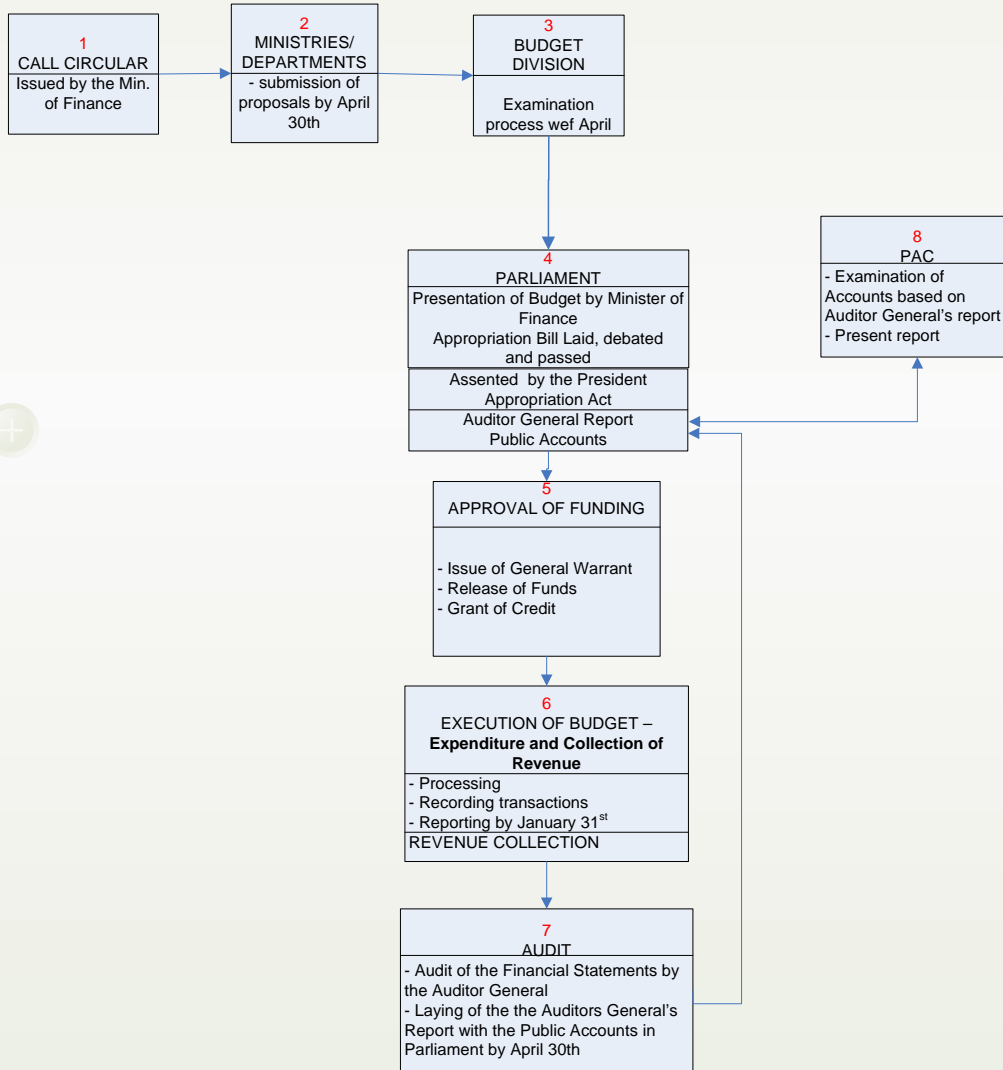 1
CALL CIRCULAR
Issued by the Min.
of Finance
2
MINISTRIES/
DEPARTMENTS
- submission of
proposals by April
30th
3
BUDGET
DIVISION
Examination
process wef April
4
PARLIAMENT
Presentation of Budget by Minister of
Finance
Appropriation Bill Laid, debated
and passed
Assented by the President
Appropriation Act
Auditor General Report
Public Accounts
5
APPROVAL OF FUNDING
- Issue of General Warrant
- Release of Funds
- Grant of Credit
6
EXECUTION OF BUDGET –
Expenditure and Collection of
Revenue
- Processing
- Recording transactions
- Reporting by January 31st
REVENUE COLLECTION
7
AUDIT
- Audit of the Financial Statements by
the Auditor General
- Laying of the the Auditors General's
Report with the Public Accounts in
Parliament by April 30th
8
PAC
- Examination of
Accounts based on
Auditor General's report
- Present report